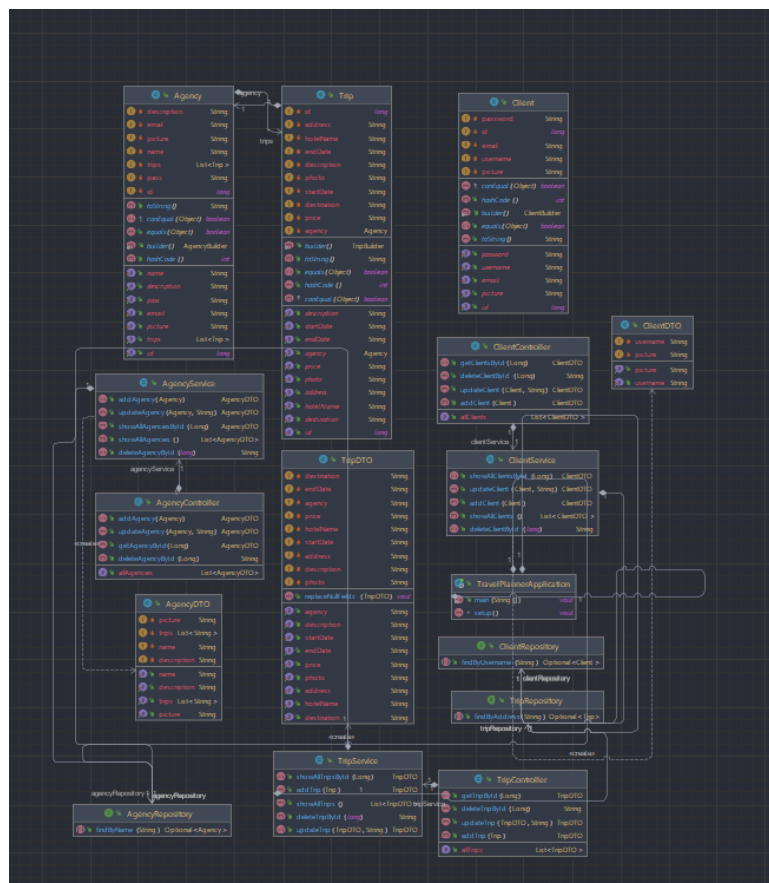 Agency
description String
email String
picture String
name String
trips List<Trip>
pass String
id long
toString() String
canEqual(Object) boolean
equals(Object) boolean
builder() AgencyBuilder
hashCode() int
name String
description String
pass String
email String
picture String
trips List<Trip>
id long
agency
1
trips
Trip
id long
address String
hotelName String
endDate String
description String
photo String
startDate String
destination String
price String
agency Agency
builder() TripBuilder
toString() String
equals(Object) boolean
hashCode() int
canEqual(Object) boolean
description String
startDate String
endDate String
agency Agency
price String
photo String
address String
hotelName String
destination String
id long
Client
password String
id long
email String
username String
picture String
canEqual(Object) boolean
hashCode() int
builder() ClientBuilder
equals(Object) boolean
toString() String
password String
username String
email String
picture String
id long
ClientDTO
username String
picture String
picture String
username String
ClientController
getClientsById(Long) ClientDTO
deleteClientById(Long) String
updateClient(Client, String) ClientDTO
addClient(Client) ClientDTO
allClients List<ClientDTO>
1
clientService
1
AgencyService
addAgency(Agency) AgencyDTO
updateAgency(Agency, String) AgencyDTO
showAllAgenciesById(Long) AgencyDTO
showAllAgencies() List<AgencyDTO>
deleteAgencyById(long) String
agencyService
1
AgencyController
addAgency(Agency) AgencyDTO
updateAgency(Agency, String) AgencyDTO
getAgencyById(Long) AgencyDTO
deleteAgencyById(Long) String
allAgencies List<AgencyDTO>
«create»
AgencyDTO
picture String
trips List<String>
name String
description String
name String
description String
trips List<String>
picture String
TripDTO
destination String
endDate String
agency String
price String
hotelName String
startDate String
address String
description String
photo String
replaceNullFields(TripDTO) void
agency String
description String
startDate String
endDate String
price String
photo String
address String
hotelName String
destination String
1
«create»
ClientService
showAllClientsById(Long) ClientDTO
updateClient(Client, String) ClientDTO
addClient(Client) ClientDTO
showAllClients() List<ClientDTO>
deleteClientById(long) String
TravelPlannerApplication
main(String[]) void
setup() void
1
ClientRepository
findByUsername(String) Optional<Client>
1 clientRepository
TripRepository
findByAddress(String) Optional<Trip>
tripRepository
«create»
TripService
showAllTripsById(Long) TripDTO
addTrip(Trip) 1 TripDTO
showAllTrips() List<TripDTO>
deleteTripById(long) String
updateTrip(TripDTO, String) TripDTO
tripService
1
TripController
getTripById(Long) TripDTO
deleteTripById(Long) String
updateTrip(TripDTO, String) TripDTO
addTrip(Trip) TripDTO
allTrips List<TripDTO>
agencyRepository 1
agencyRepository
AgencyRepository
findByName(String) Optional<Agency>